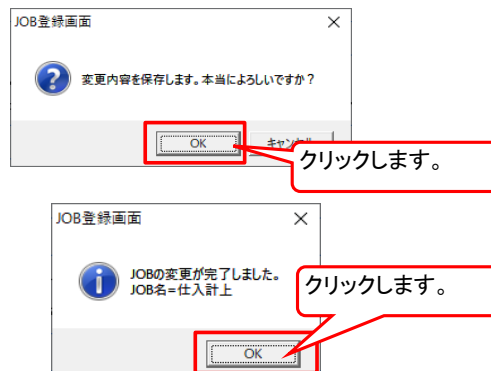 JOB登録画面
変更内容を保存します。本当によろしいですか？
OK
クリックします。
JOB登録画面
JOBの変更が完了しました。
JOB名=仕入計上
クリックします。
OK